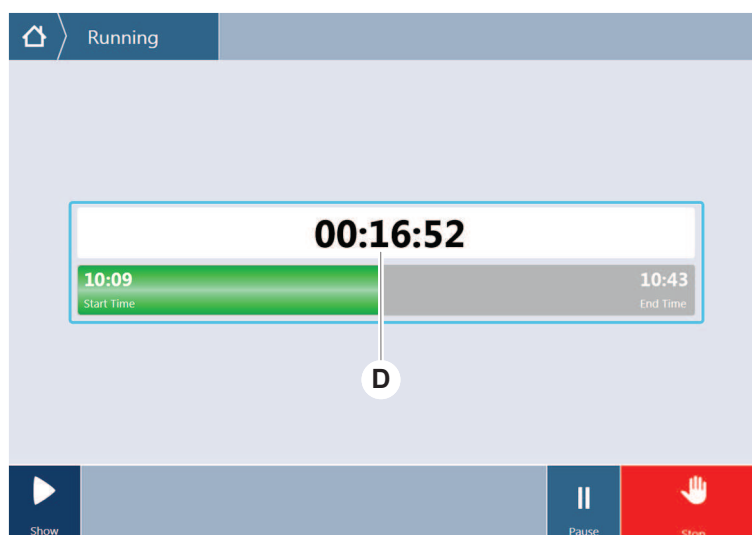 Running
00:16:52
10:09 10:43
Start Time End Time
D
Show Pause Stop